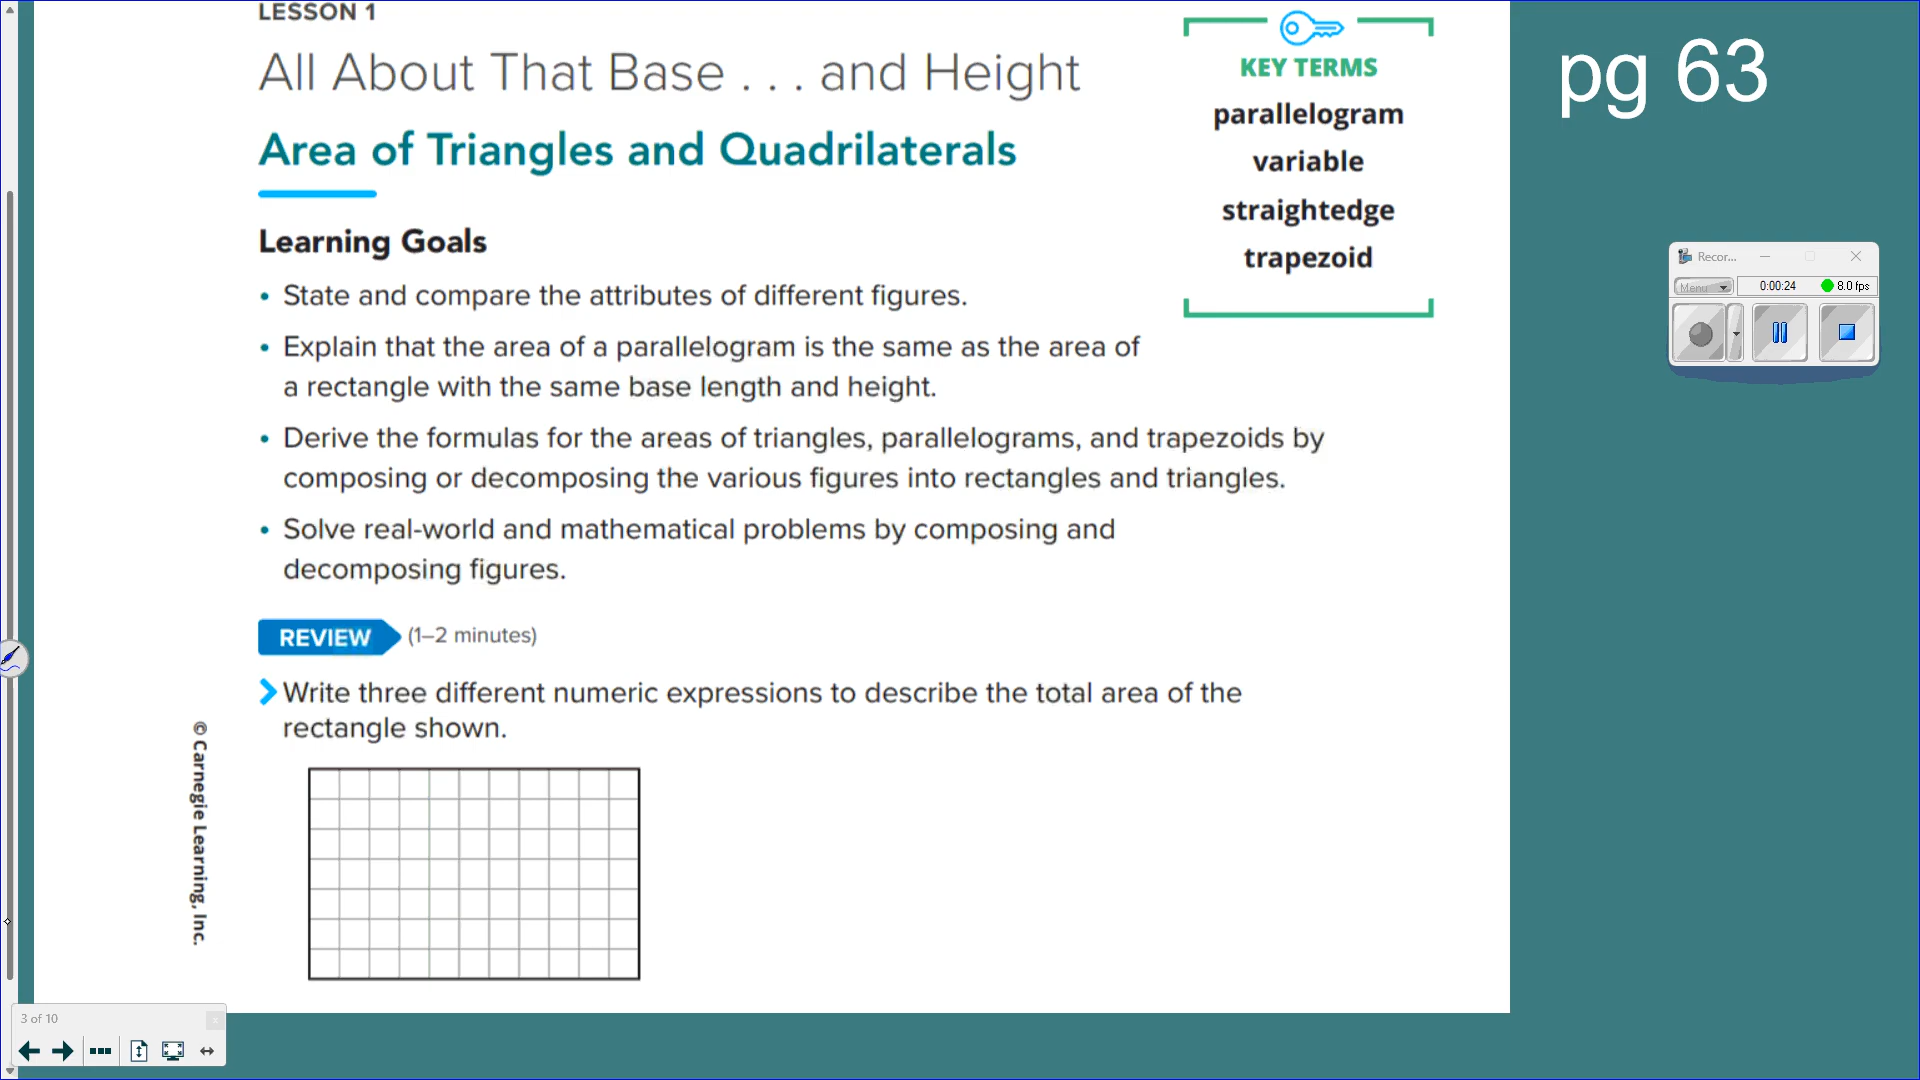 LESSON 1
All About That Base . . . and Height
Area of Triangles and Quadrilaterals
KEY TERMS
parallelogram
variable
straightedge
trapezoid
pg 63
Learning Goals
• State and compare the attributes of different figures.
• Explain that the area of a parallelogram is the same as the area of
a rectangle with the same base length and height.
• Derive the formulas for the areas of triangles, parallelograms, and trapezoids by
composing or decomposing the various figures into rectangles and triangles.
• Solve real-world and mathematical problems by composing and
decomposing figures.
REVIEW (1–2 minutes)
Write three different numeric expressions to describe the total area of the
rectangle shown.
© Carnegie Learning, Inc.
Recor...
Menu
0:00:24
8.0 fps
3 of 10